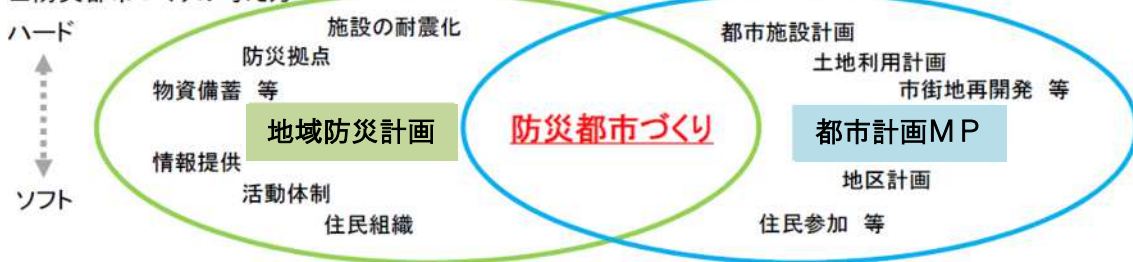 ハード
施設の耐震化
都市施設計画
防災拠点
土地利用計画
物資備蓄 等
市街地再開発 等
地域防災計画
防災都市づくり
都市計画MP
情報提供
地区計画
活動体制
ソフト
住民組織
住民参加 等